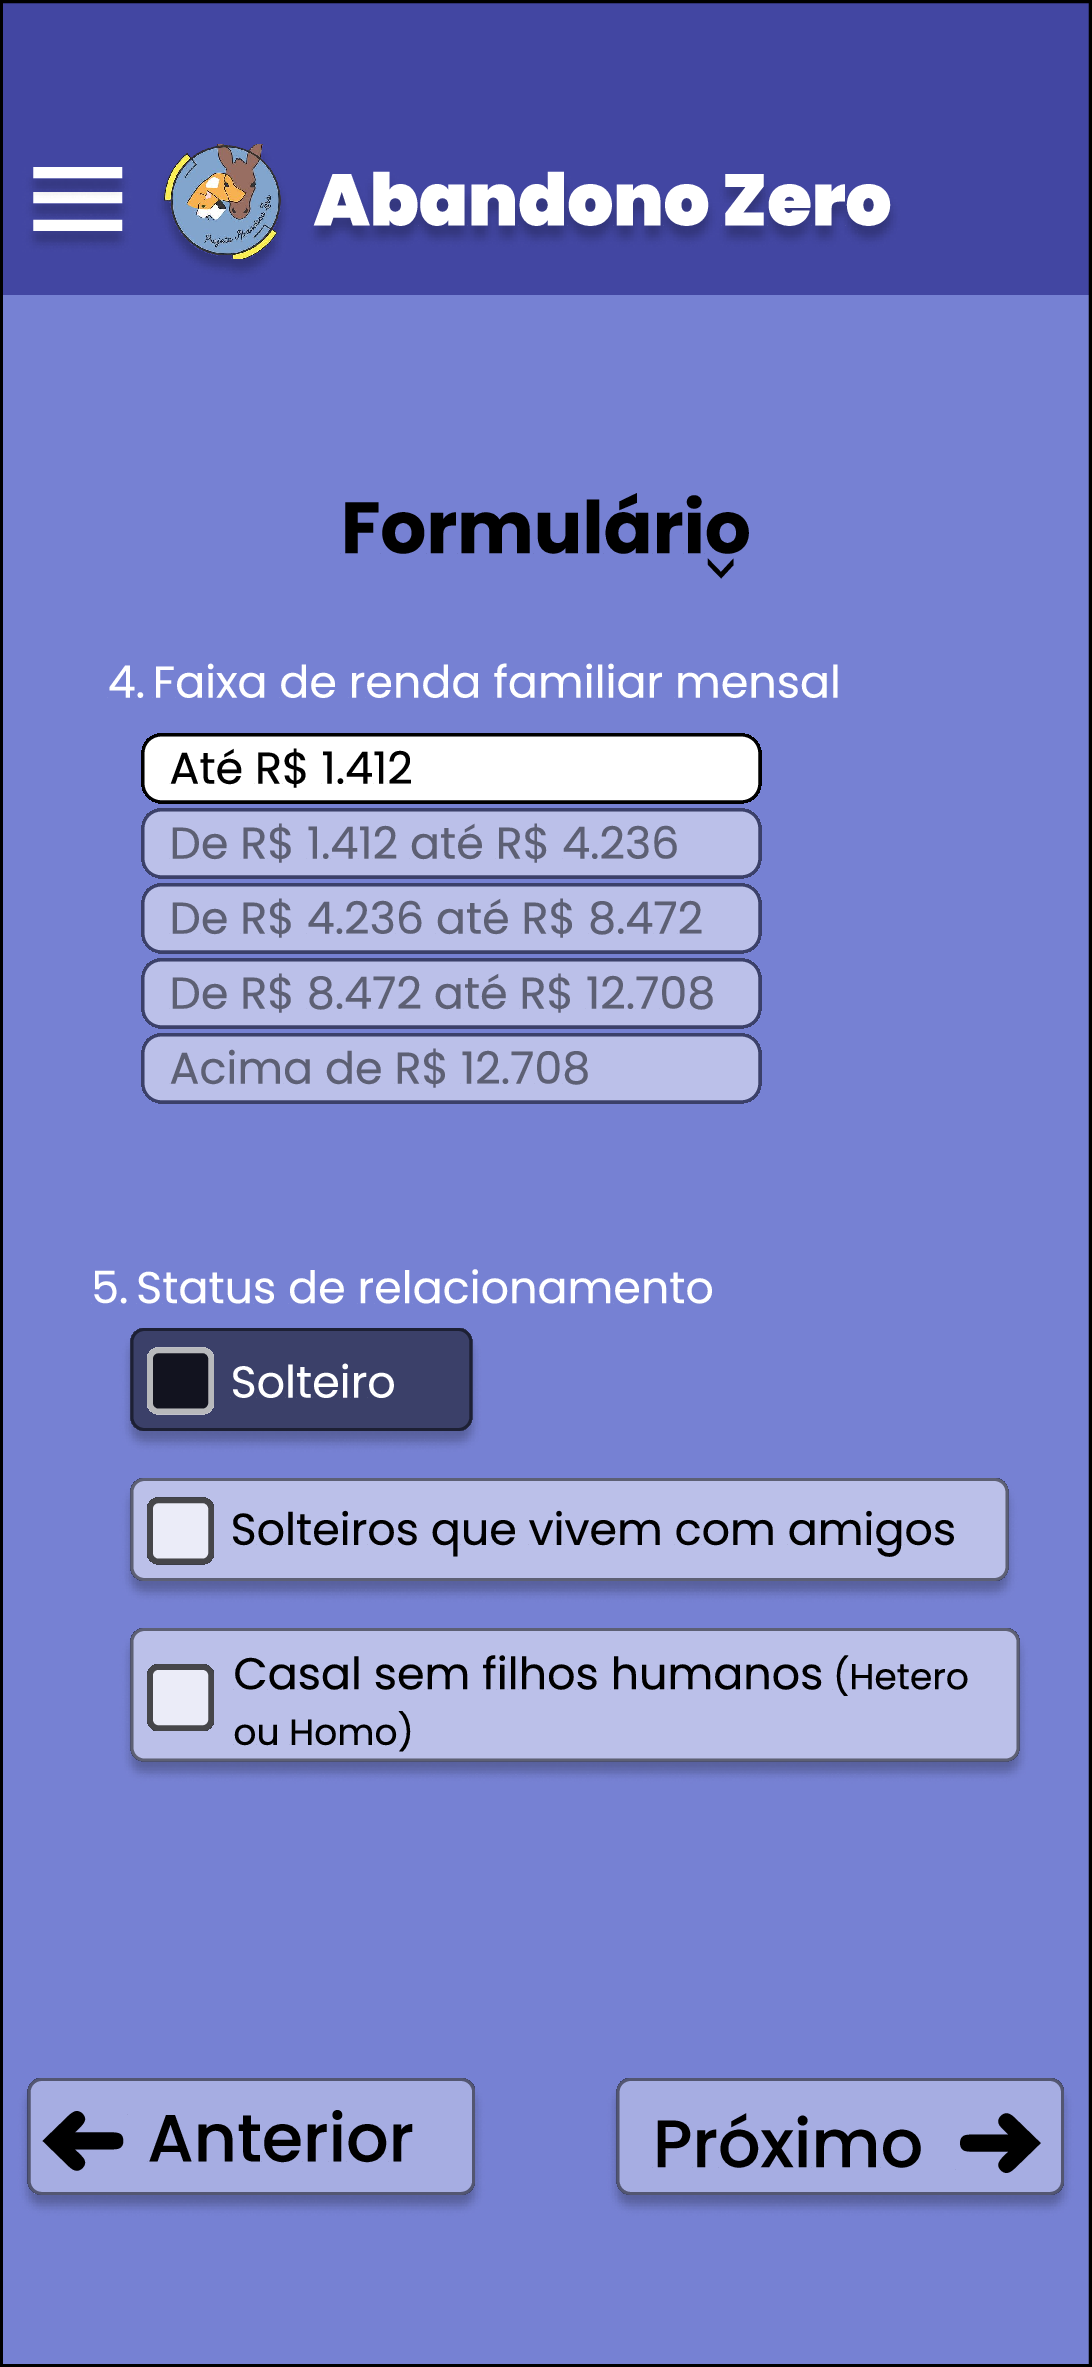 Abandono Zero
Formulário
4. Faixa de renda familiar mensal
Até R$ 1.412
De R$ 1.412 até R$ 4.236
De R$ 4.236 até R$ 8.472
De R$ 8.472 até R$ 12.708
Acima de R$ 12.708
5. Status de relacionamento
Solteiro
Solteiros que vivem com amigos
Casal sem filhos humanos (Hetero
ou Homo)
Anterior
Próximo